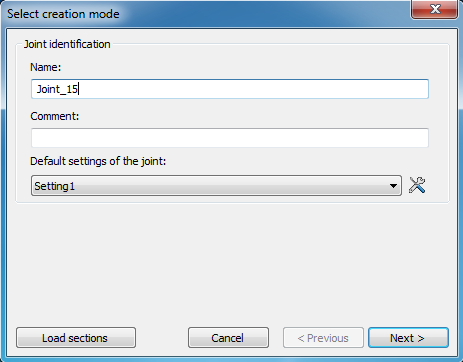 Select creation mode
Joint identification
Name:
Joint_15
Comment:
Default settings of the joint:
Setting1
Load sections
Cancel
< Previous
Next >